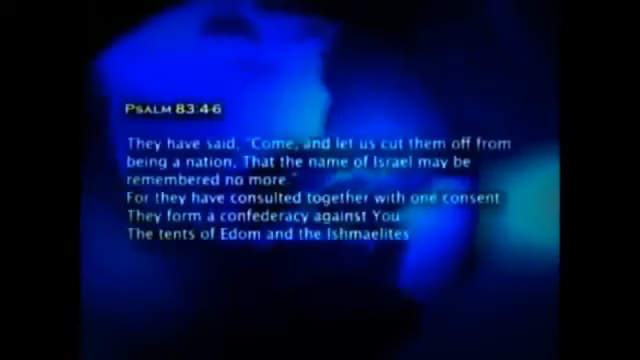 PSALM 83:4-6
They have said, "Come, and let us cut them off from
being a nation, That the name of Israel may be
remembered no more."
For they have consulted together with one consent
They form a confederacy against You
The tents of Edom and the Ishmaelites